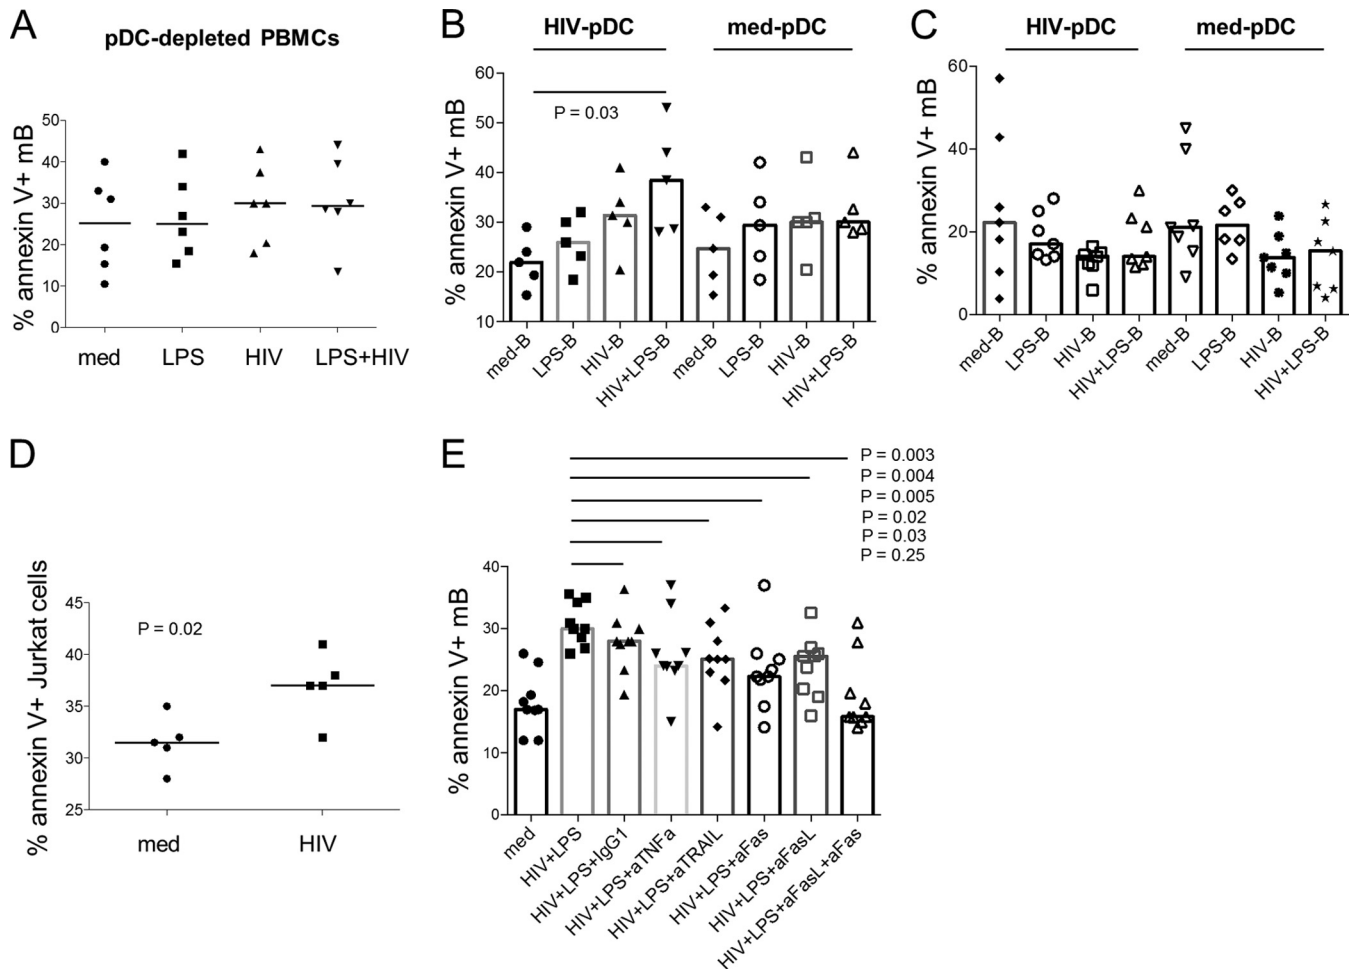 A
pDC-depleted PBMCs
% annexin V+ mB
50
40
30
20
10
0
med LPS HIV LPS+HIV
B
HIV-pDC med-pDC
% annexin V+ mB
60
50
40
30
20
10
P = 0.03
med-B LPS-B HIV-B HIV+LPS-B med-B LPS-B HIV-B HIV+LPS-B
C
HIV-pDC med-pDC
% annexin V+ mB
60
40
20
0
med-B LPS-B HIV-B HIV+LPS-B med-B LPS-B HIV-B HIV+LPS-B
D
% annexin V+ Jurkat cells
45
40
35
30
25
P = 0.02
med HIV
E
P = 0.003
P = 0.004
P = 0.005
P = 0.02
P = 0.03
P = 0.25
% annexin V+ mB
40
30
20
10
0
med HIV+LPS HIV+LPS+IgG1 HIV+LPS+aTNFa HIV+LPS+aTRAIL HIV+LPS+aFas HIV+LPS+aFasL HIV+LPS+aFasL+aFas